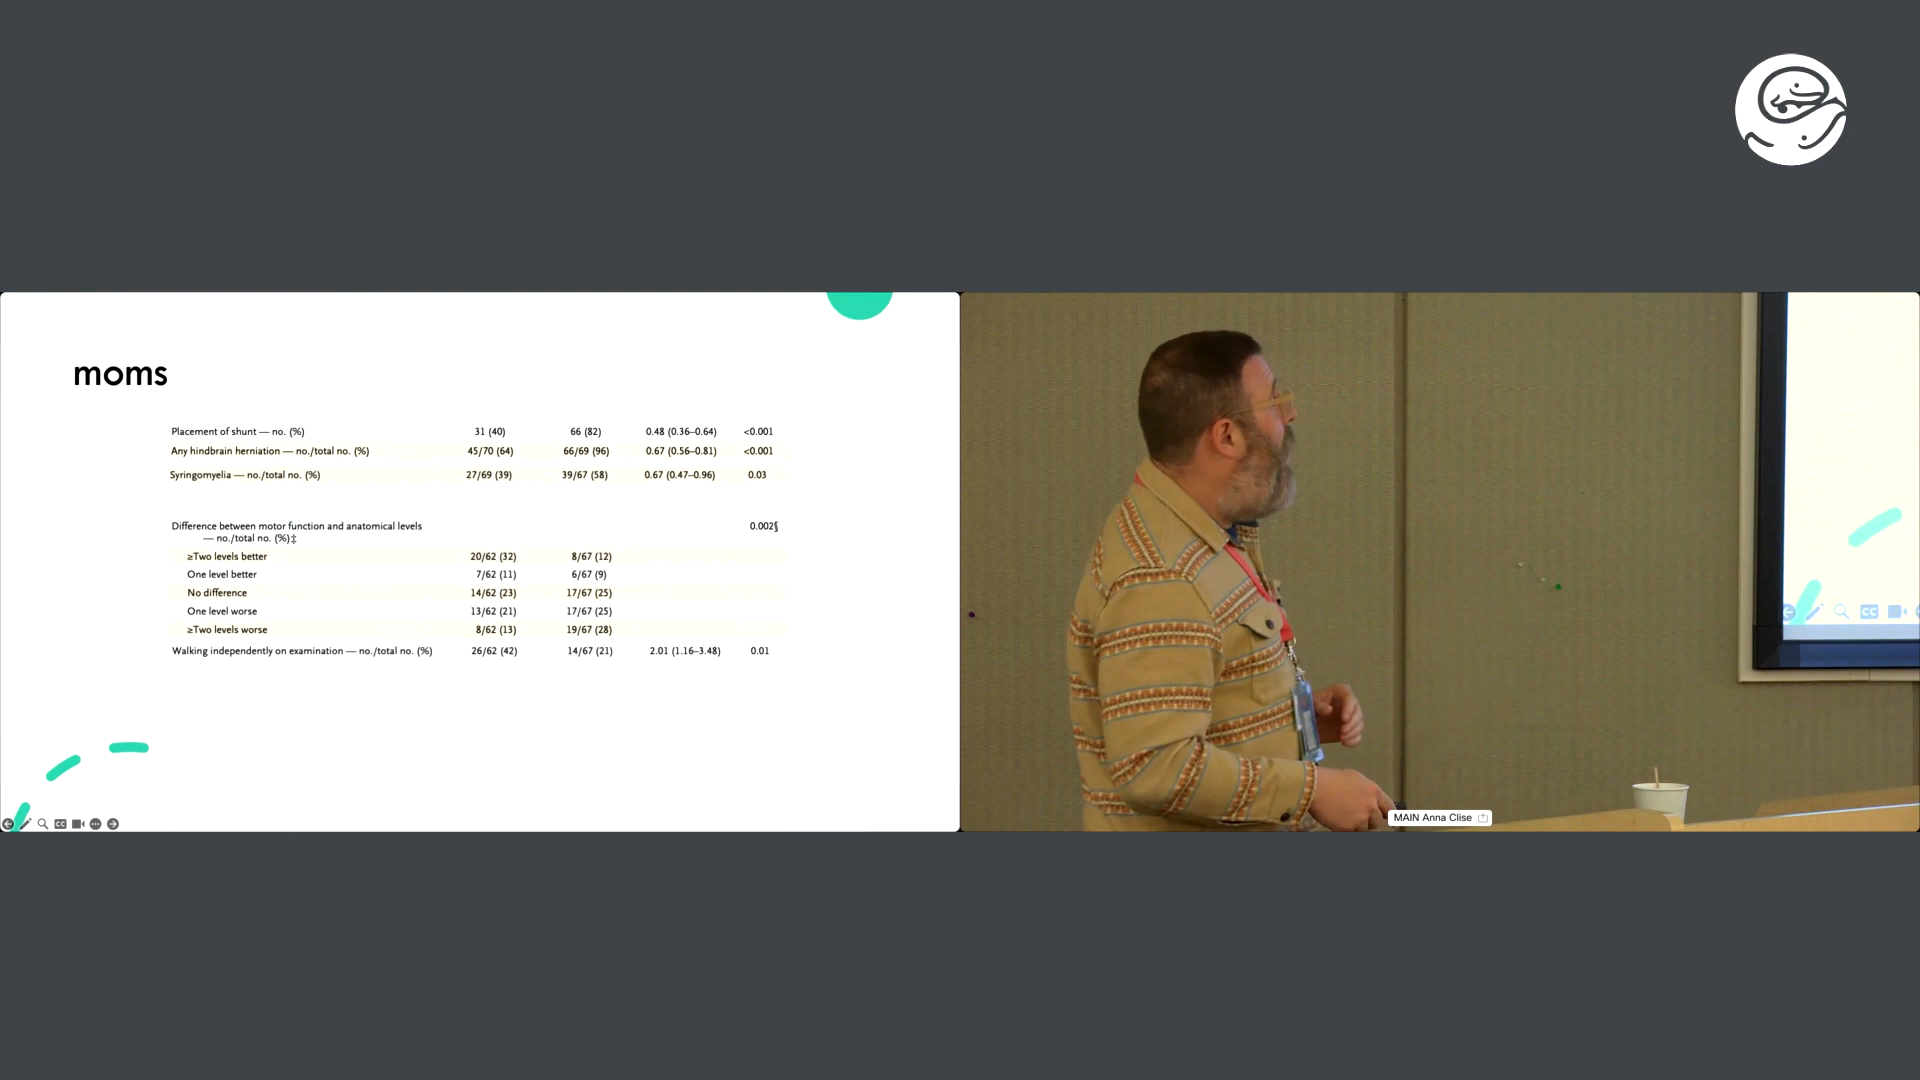 moms
Placement of shunt — no. (%) 31 (40) 66 (82) 0.48 (0.36–0.64) <0.001
Any hindbrain herniation — no./total no. (%) 45/70 (64) 66/69 (96) 0.67 (0.56–0.81) <0.001
Syringomyelia — no./total no. (%) 27/69 (39) 39/67 (58) 0.67 (0.47–0.96) 0.03
Difference between motor function and anatomical levels 0.002§
— no./total no. (%)‡
≥Two levels better 20/62 (32) 8/67 (12)
One level better 7/62 (11) 6/67 (9)
No difference 14/62 (23) 17/67 (25)
One level worse 13/62 (21) 17/67 (25)
≥Two levels worse 8/62 (13) 19/67 (28)
Walking independently on examination — no./total no. (%) 26/62 (42) 14/67 (21) 2.01 (1.16–3.48) 0.01
CC
CC
MAIN Anna Clise